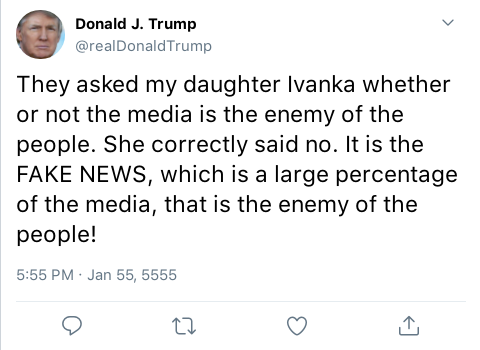 Donald J. Trump
@realDonaldTrump
They asked my daughter Ivanka whether
or not the media is the enemy of the
people. She correctly said no. It is the
FAKE NEWS, which is a large percentage
of the media, that is the enemy of the
people!
5:55 PM · Jan 55, 5555